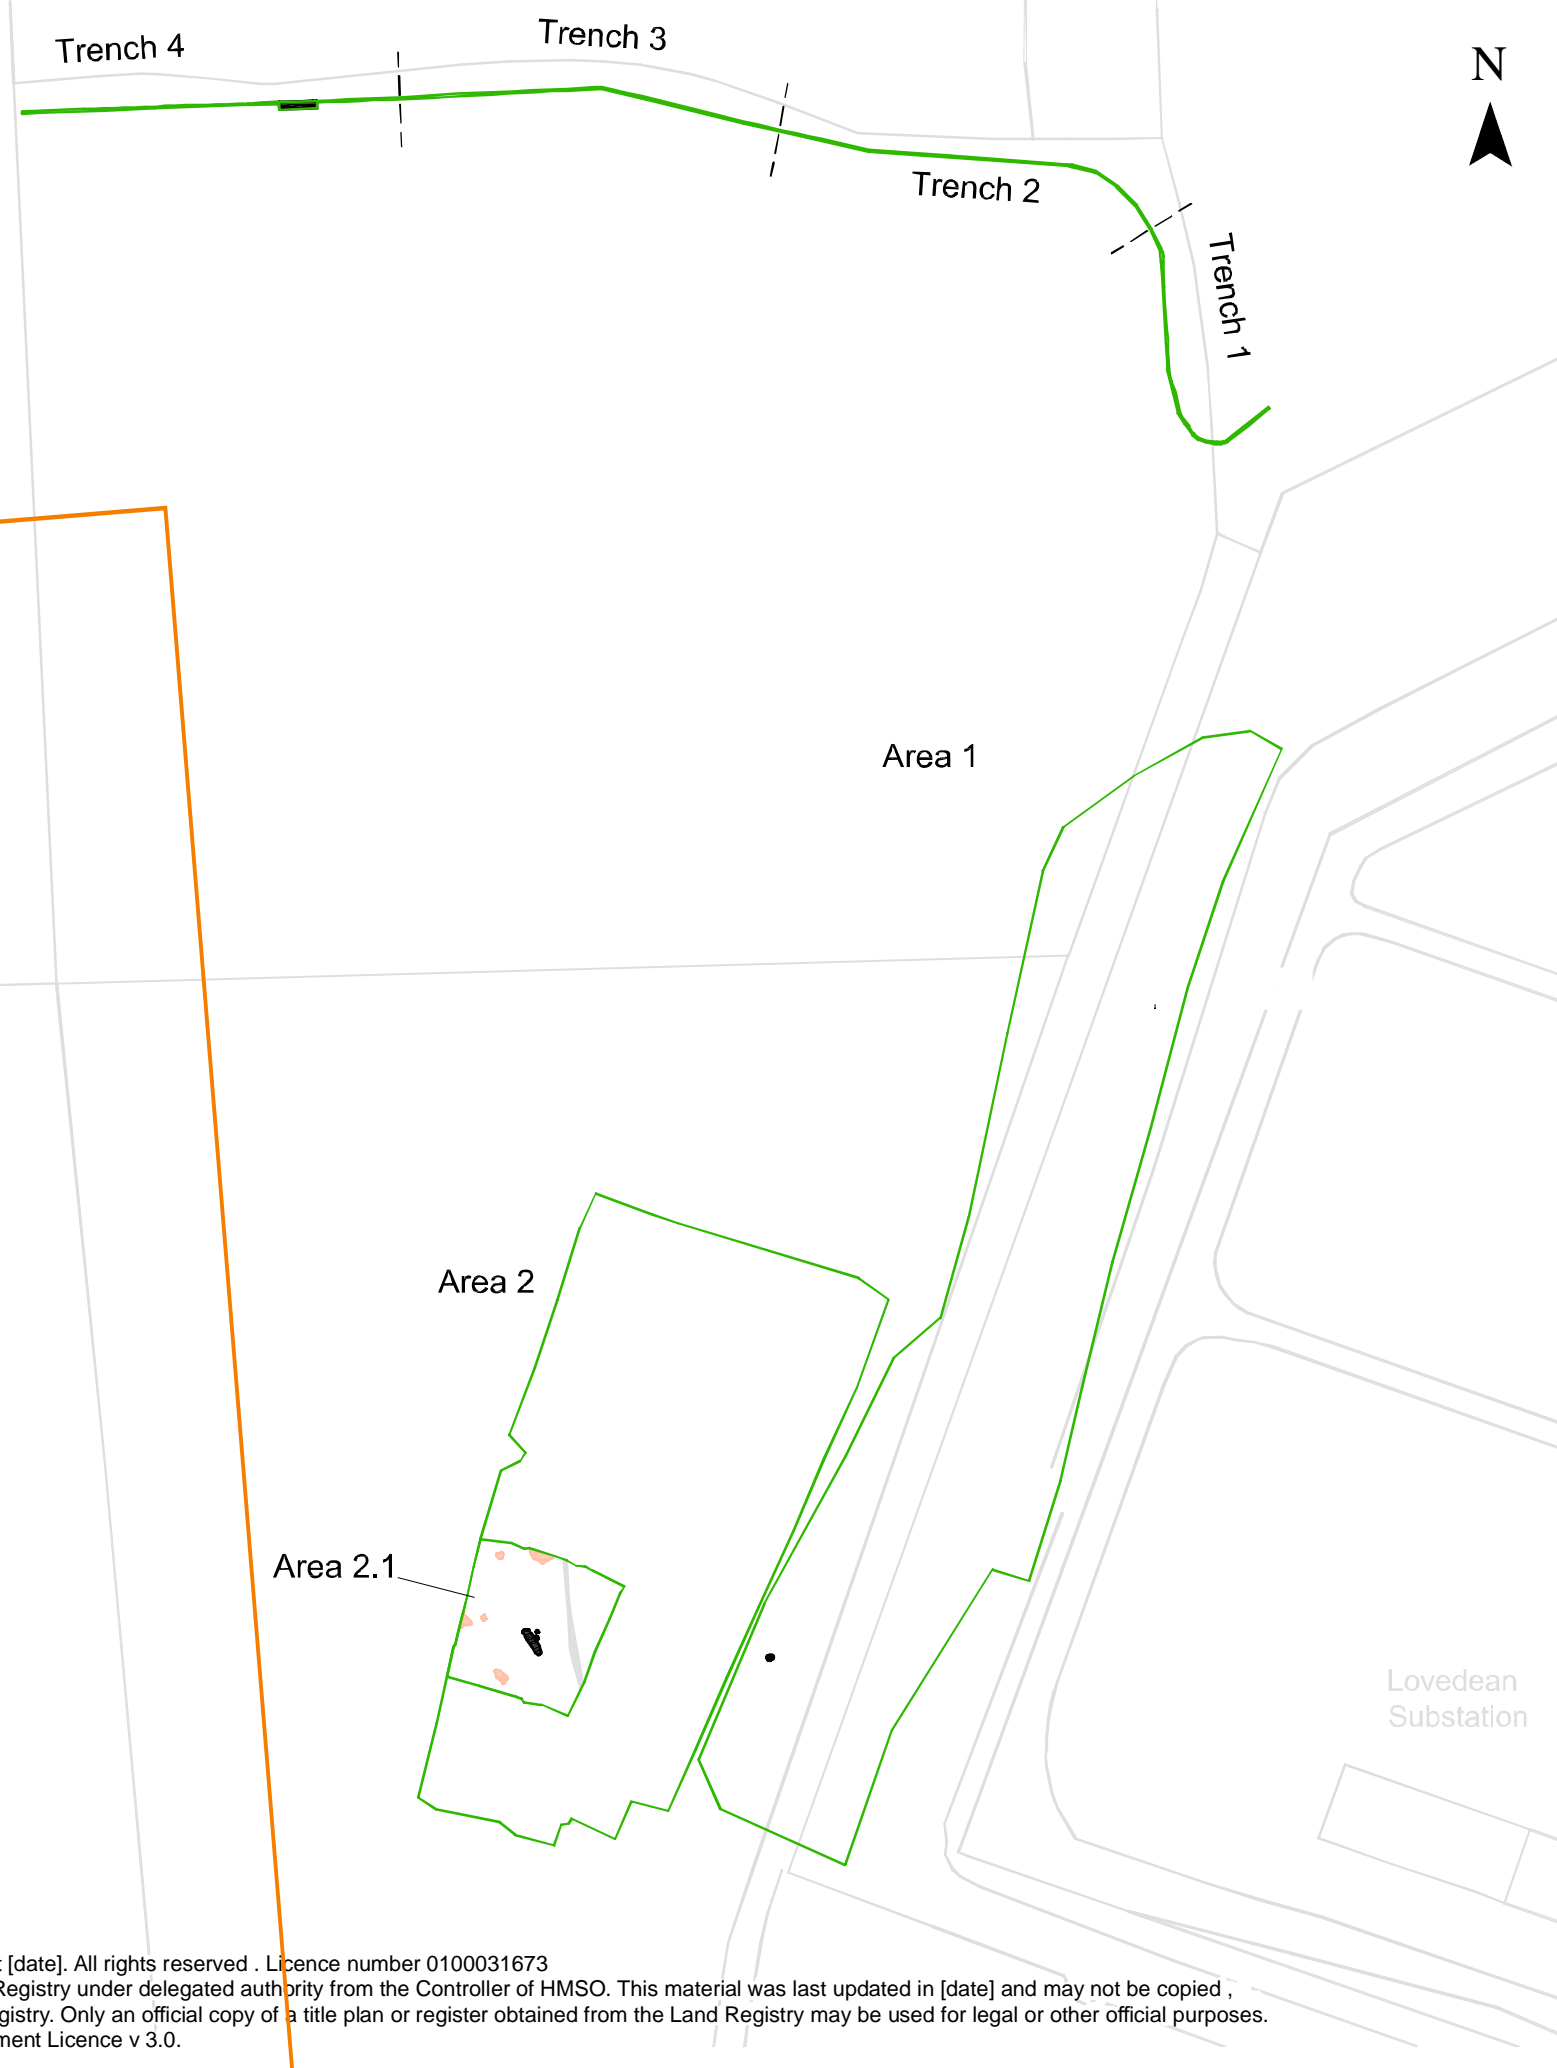 Trench 4
Trench 3
N
Trench 2
Trench 1
Area 1
Area 2
Area 2.1
Lovedean
Substation
[date]. All rights reserved . Licence number 0100031673
Registry under delegated authority from the Controller of HMSO. This material was last updated in [date] and may not be copied ,
gistry. Only an official copy of a title plan or register obtained from the Land Registry may be used for legal or other official purposes.
ment Licence v 3.0.